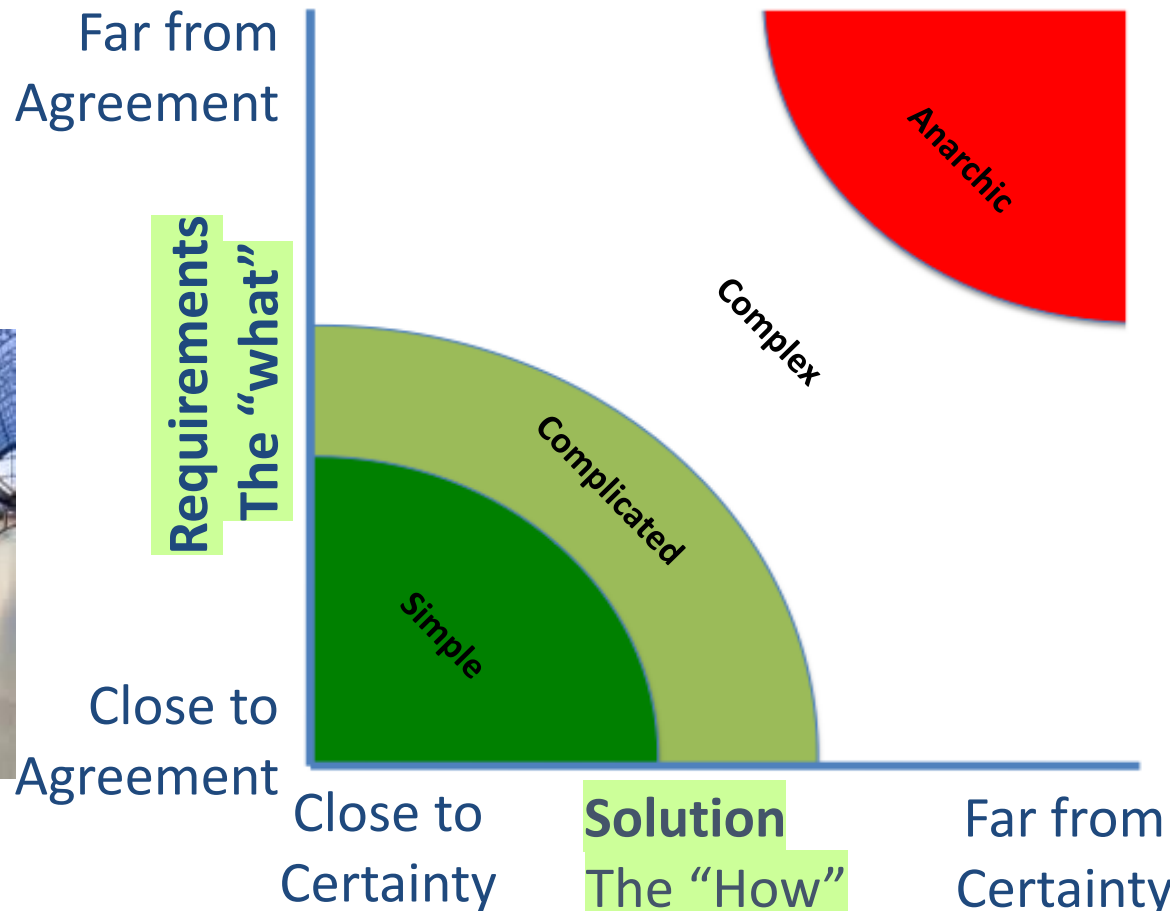 Far from
Agreement
Anarchic
Requirements
The “what”
Complex
Complicated
Simple
Close to
Agreement
Close to
Certainty
Solution
The “How”
Far from
Certainty